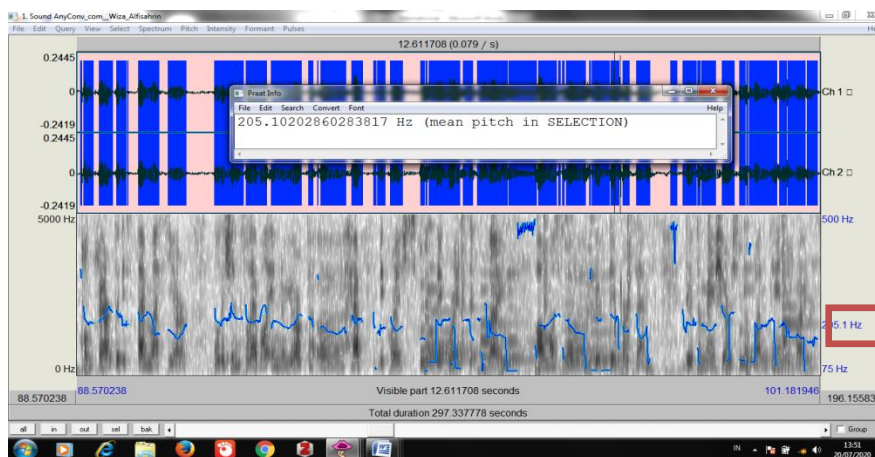 1. Sound AnyConv_com__Wiza_Alfisahrin
File Edit Query View Select Spectrum Pitch Intensity Formant Pulses
12.611708 (0.079 / s)
0.2445
0
-0.2419
0.2445
0
-0.2419
Ch 1
Ch 2
Praat Info
File Edit Search Convert Font Help
205.10202860283817 Hz (mean pitch in SELECTION)
5000 Hz
500 Hz
205.1 Hz
0 Hz
75 Hz
88.570238
88.570238 Visible part 12.611708 seconds 101.181946
196.15583
Total duration 297.337778 seconds
all in out sel bak
Group
IN
13:51
20/07/2020